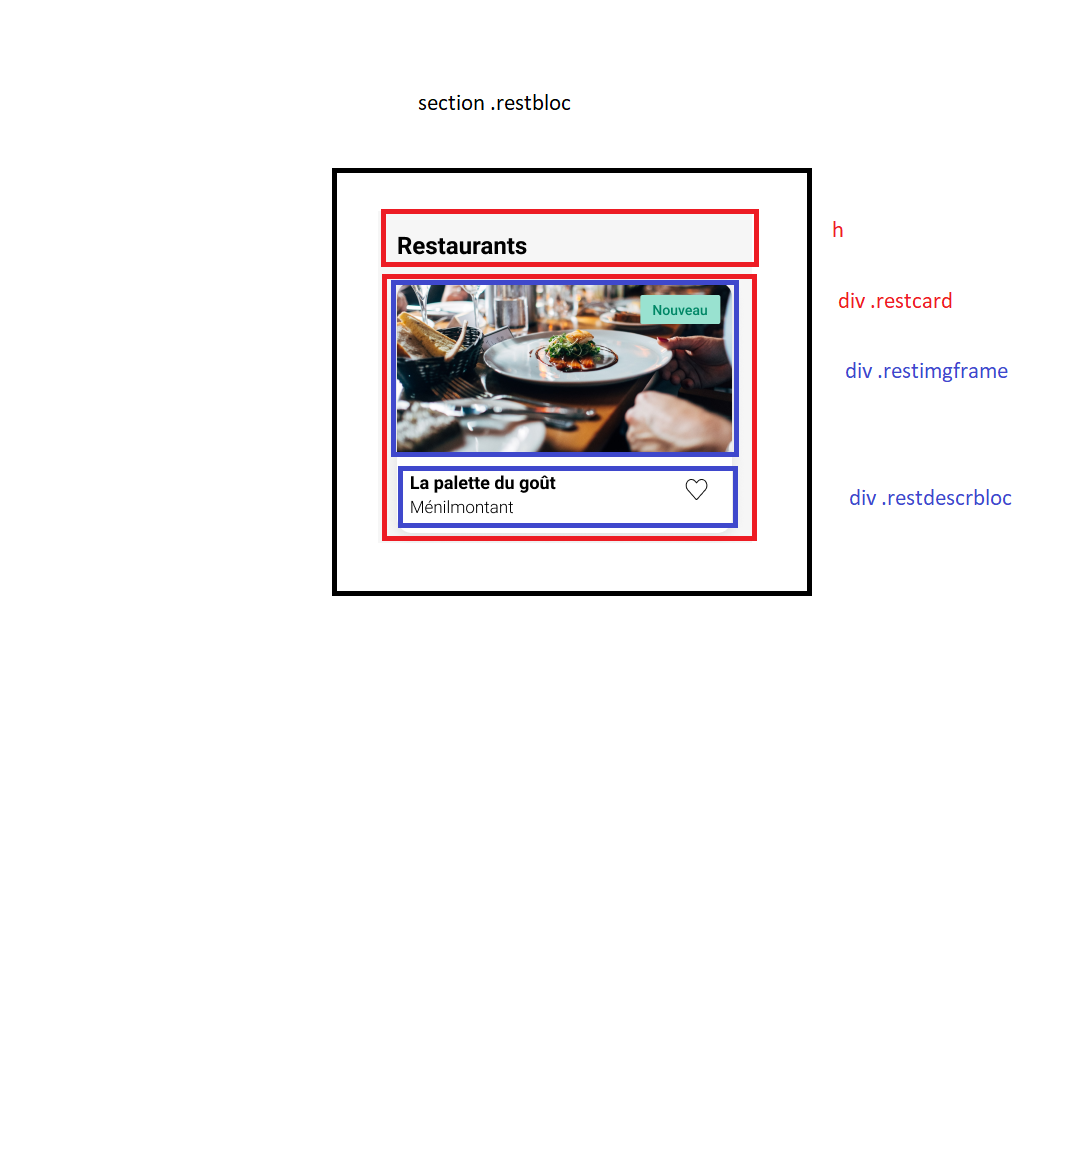 section .restbloc
Restaurants
h
Nouveau
div .restcard
div .restimgframe
La palette du goût
Ménilmontant
div .restdescrbloc